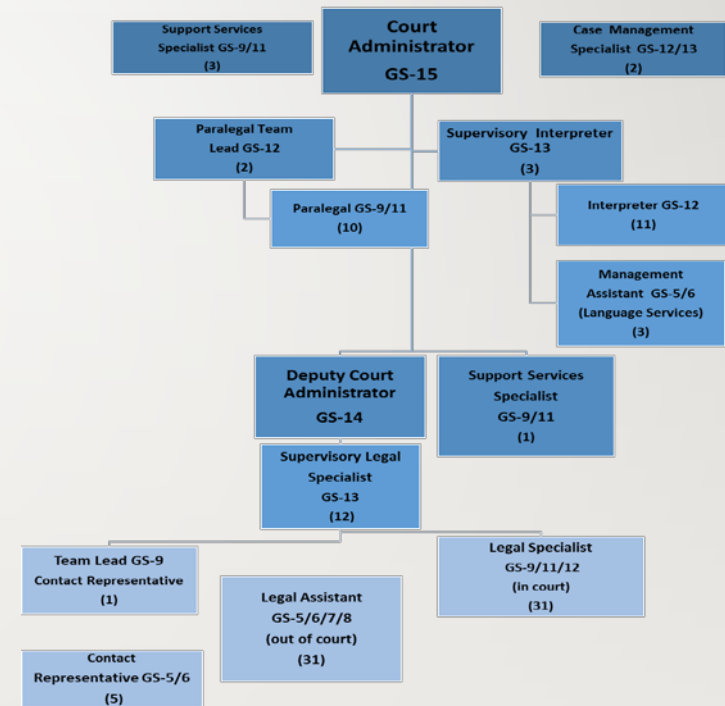 Support Services
Specialist GS-9/11
(3)
Court
Administrator
GS-15
Case Management
Specialist GS-12/13
(2)
Paralegal Team
Lead GS-12
(2)
Supervisory Interpreter
GS-13
(3)
Paralegal GS-9/11
(10)
Interpreter GS-12
(11)
Management
Assistant GS-5/6
(Language Services)
(3)
Deputy Court
Administrator
GS-14
Support Services
Specialist
GS-9/11
(1)
Supervisory Legal
Specialist
GS-13
(12)
Team Lead GS-9
Contact Representative
(1)
Legal Assistant
GS-5/6/7/8
(out of court)
(31)
Legal Specialist
GS-9/11/12
(in court)
(31)
Contact
Representative GS-5/6
(5)